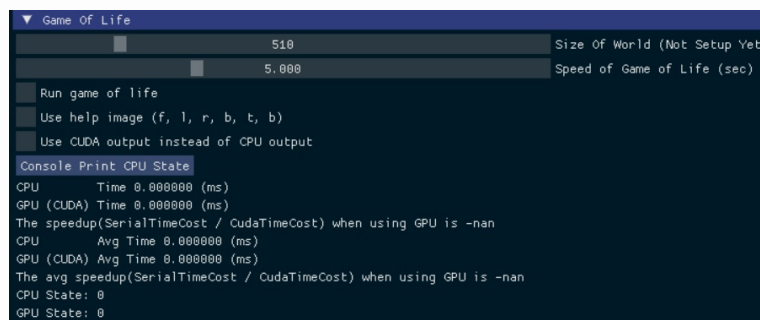 ▼ Game Of Life
510 Size Of World (Not Setup Yet
5.000 Speed of Game of Life (sec)
Run game of life
Use help image (f, l, r, b, t, b)
Use CUDA output instead of CPU output
Console Print CPU State
CPU Time 0.000000 (ms)
GPU (CUDA) Time 0.000000 (ms)
The speedup(SerialTimeCost / CudaTimeCost) when using GPU is -nan
CPU Avg Time 0.000000 (ms)
GPU (CUDA) Avg Time 0.000000 (ms)
The avg speedup(SerialTimeCost / CudaTimeCost) when using GPU is -nan
CPU State: 0
GPU State: 0